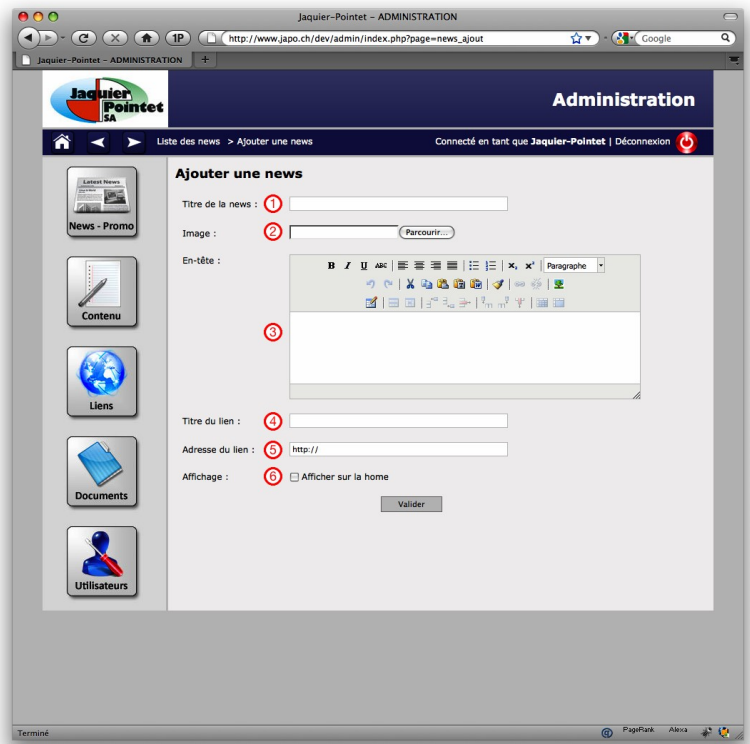 Jaquier-Pointet – ADMINISTRATION
1P http://www.japo.ch/dev/admin/index.php?page=news_ajout Google
Jaquier-Pointet – ADMINISTRATION +
Jaquier
Pointet
SA
Administration
Liste des news > Ajouter une news Connecté en tant que Jaquier-Pointet | Déconnexion
Latest News
News - Promo
Contenu
Liens
Documents
Utilisateurs
Ajouter une news
Titre de la news : 1
Image : 2 Parcourir...
En-tête :
B I U ABC x, x² Paragraphe
3
Titre du lien : 4
Adresse du lien : 5 http://
Affichage : 6 Afficher sur la home
Valider
Terminé @ PageRank Alexa